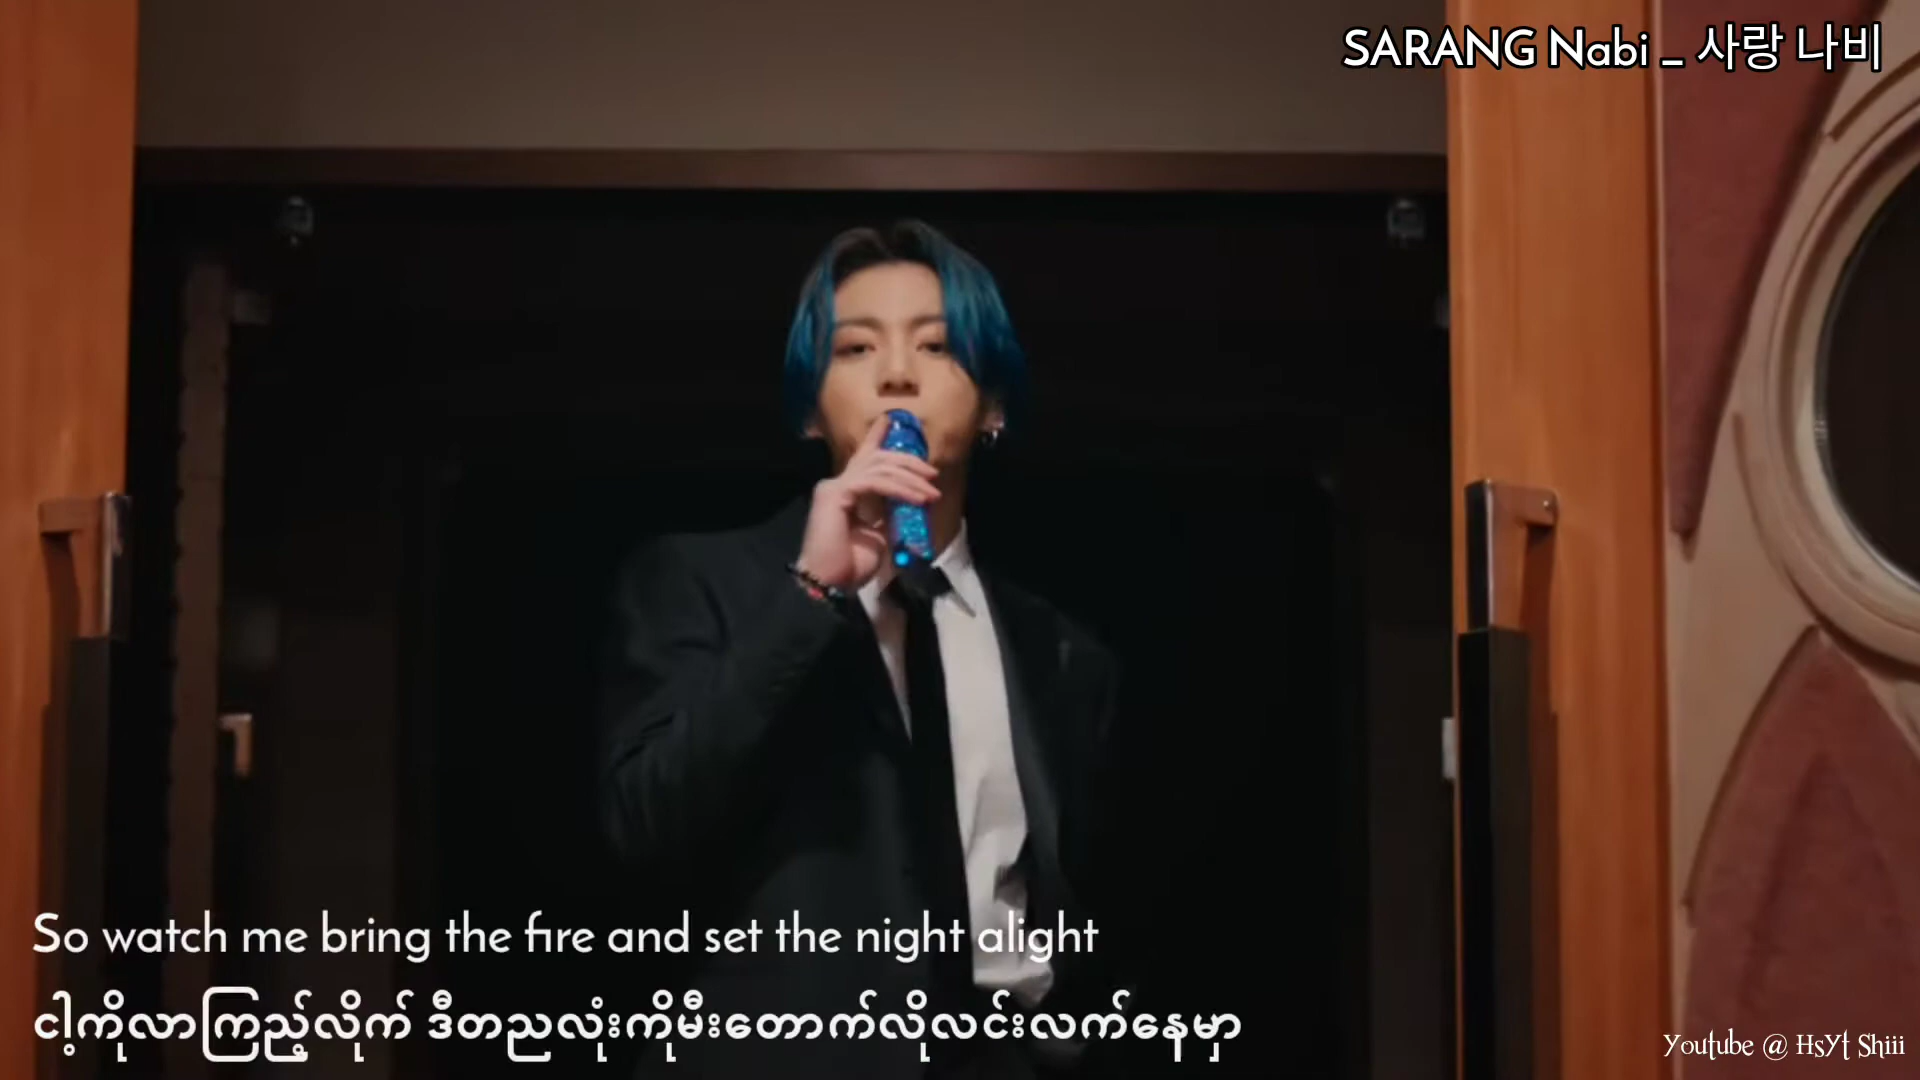 SARANG Nabi _ 사랑 나비
So watch me bring the fire and set the night alight
ငါ့ကိုလာကြည့်လိုက် ဒီတညလုံးကိုမီးတောက်လိုလင်းလက်နေမှာ
Youtube @ HsYt Shiii